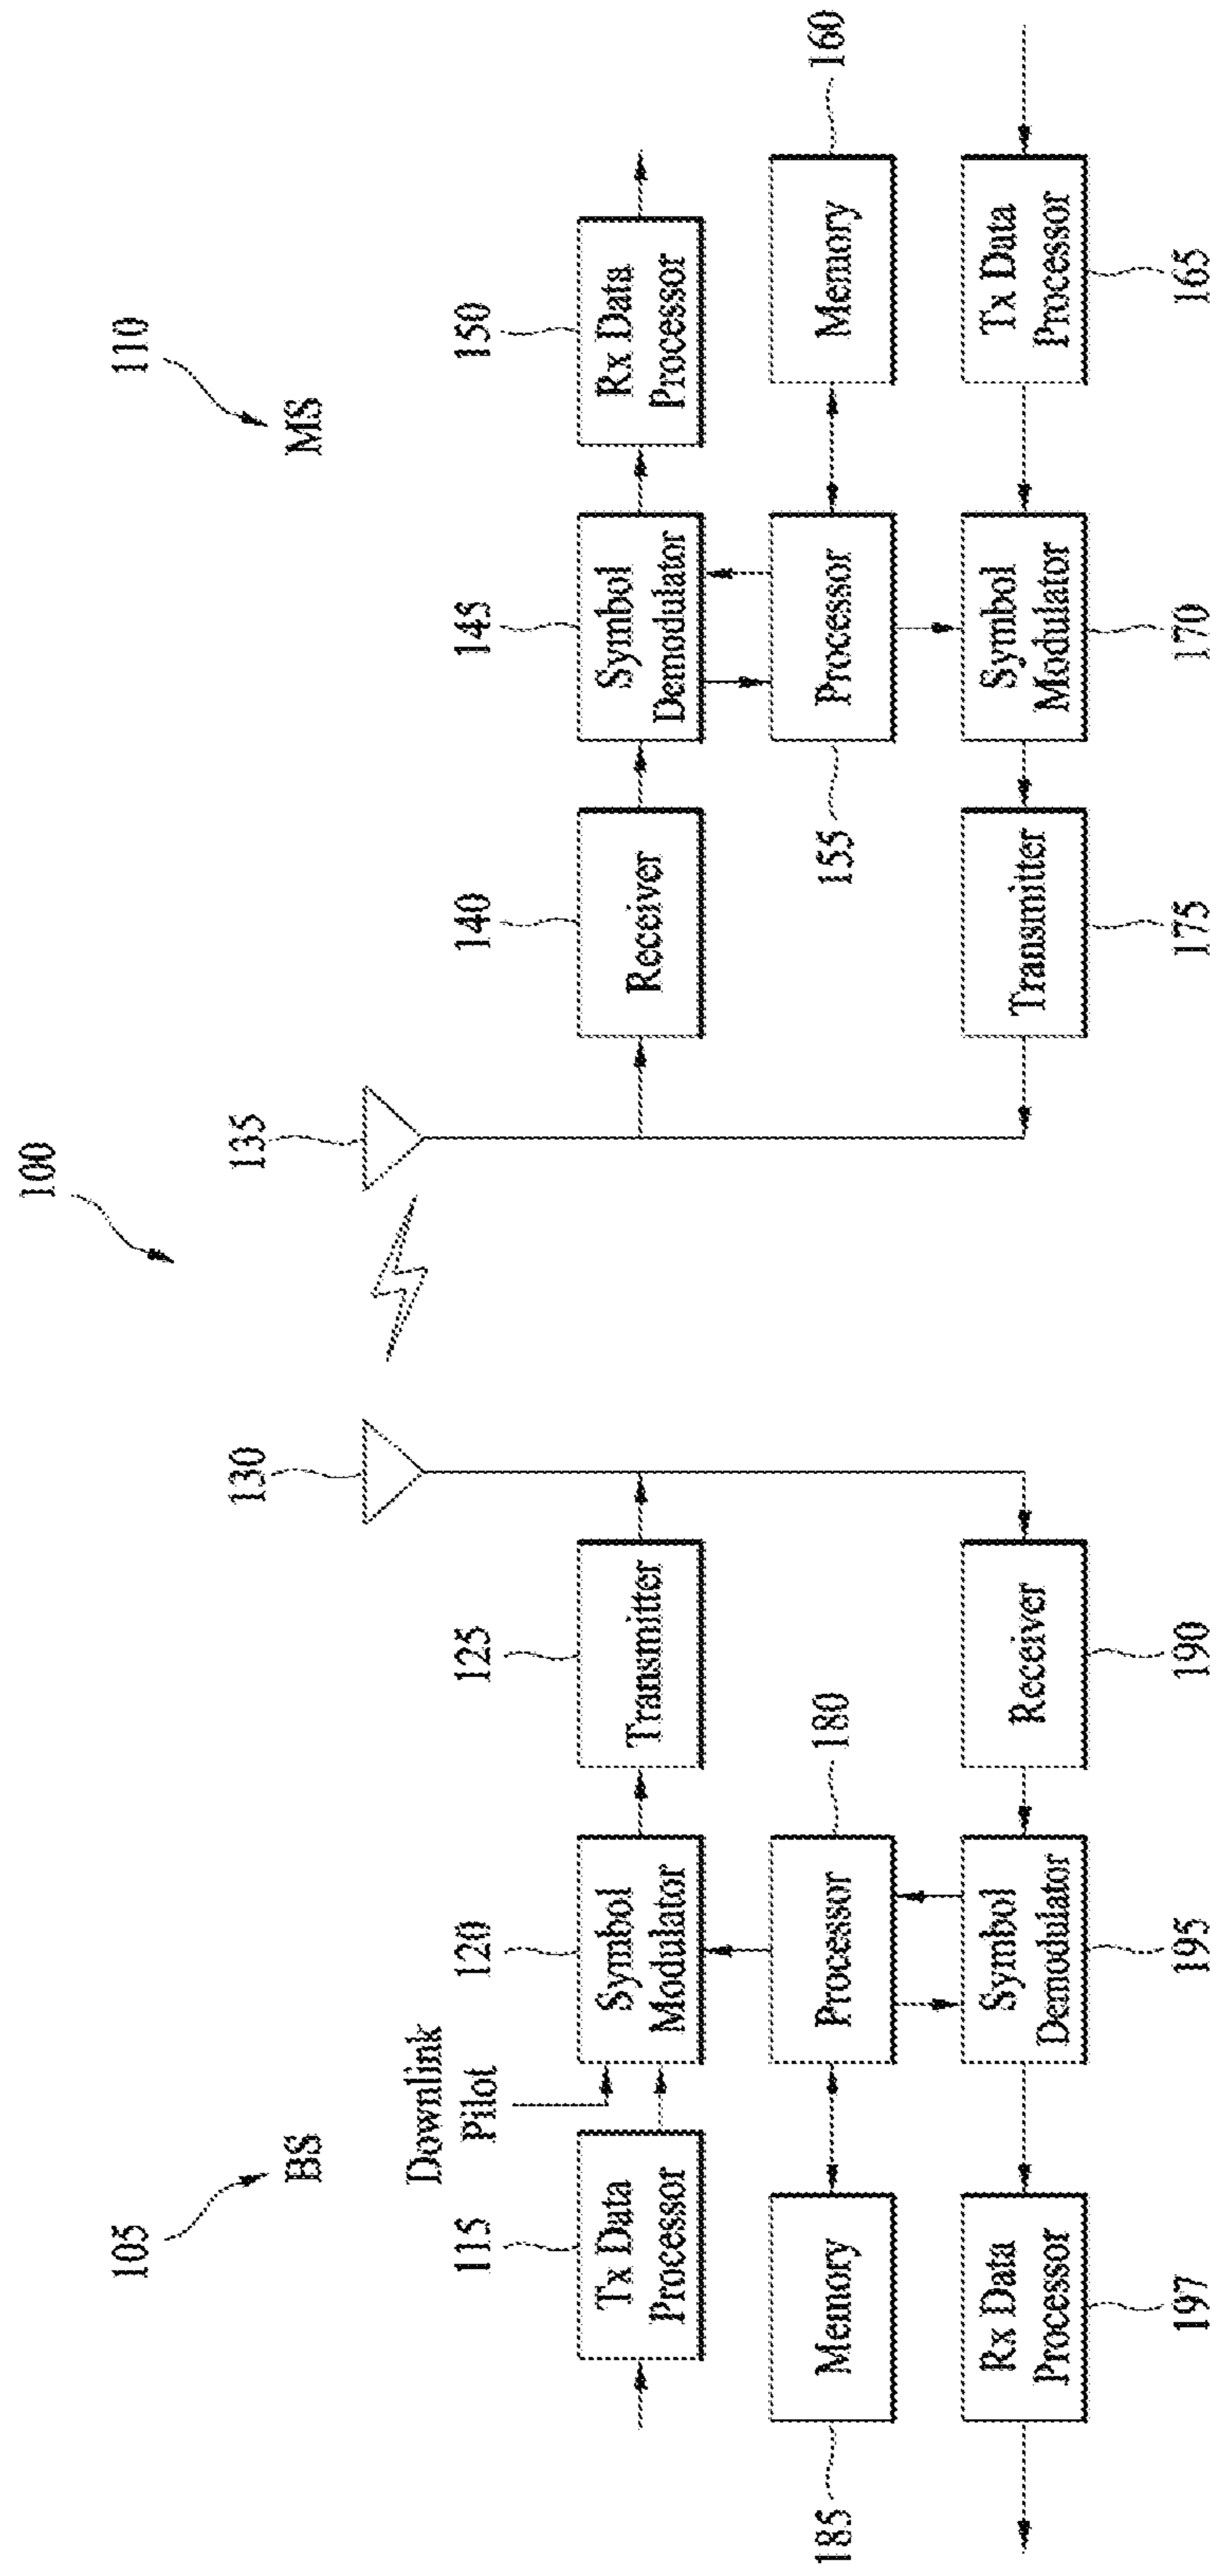 100
105
BS
110
MS
Downlink
Pilot
115
Tx Data
Processor
120
Symbol
Modulator
125
Transmitter
130
135
140
Receiver
145
Symbol
Demodulator
150
Rx Data
Processor
185
Memory
Processor
180
155
Processor
Memory
160
Rx Data
Processor
197
Symbol
Demodulator
195
Receiver
190
Transmitter
175
Symbol
Modulator
170
Tx Data
Processor
165